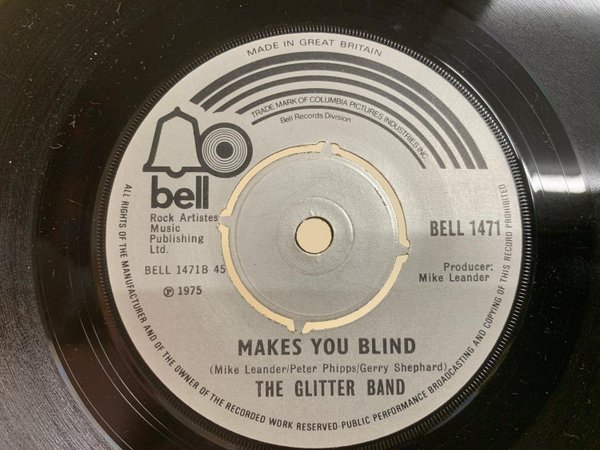 MADE IN GREAT BRITAIN
TRADE MARK OF COLUMBIA PICTURES INDUSTRIES, INC.
Bell Records Division
bell
Rock Artistes
Music
Publishing
Ltd.
BELL 1471
BELL 1471B 45
℗ 1975
Producer:
Mike Leander
MAKES YOU BLIND
(Mike Leander/Peter Phipps/Gerry Shephard)
THE GLITTER BAND
ALL RIGHTS OF THE MANUFACTURER AND OF THE OWNER OF THE RECORDED WORK RESERVED·PUBLIC PERFORMANCE BROADCASTING AND COPYING OF THIS RECORD PROHIBITED